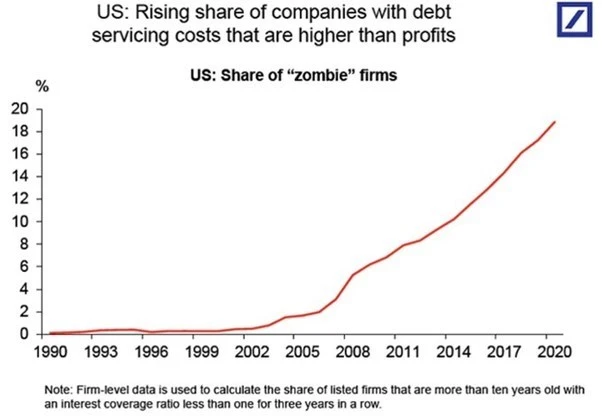 US: Rising share of companies with debt
servicing costs that are higher than profits
US: Share of “zombie” firms
%
20
18
16
14
12
10
8
6
4
2
0
1990 1993 1996 1999 2002 2005 2008 2011 2014 2017 2020
Note: Firm-level data is used to calculate the share of listed firms that are more than ten years old with
an interest coverage ratio less than one for three years in a row.